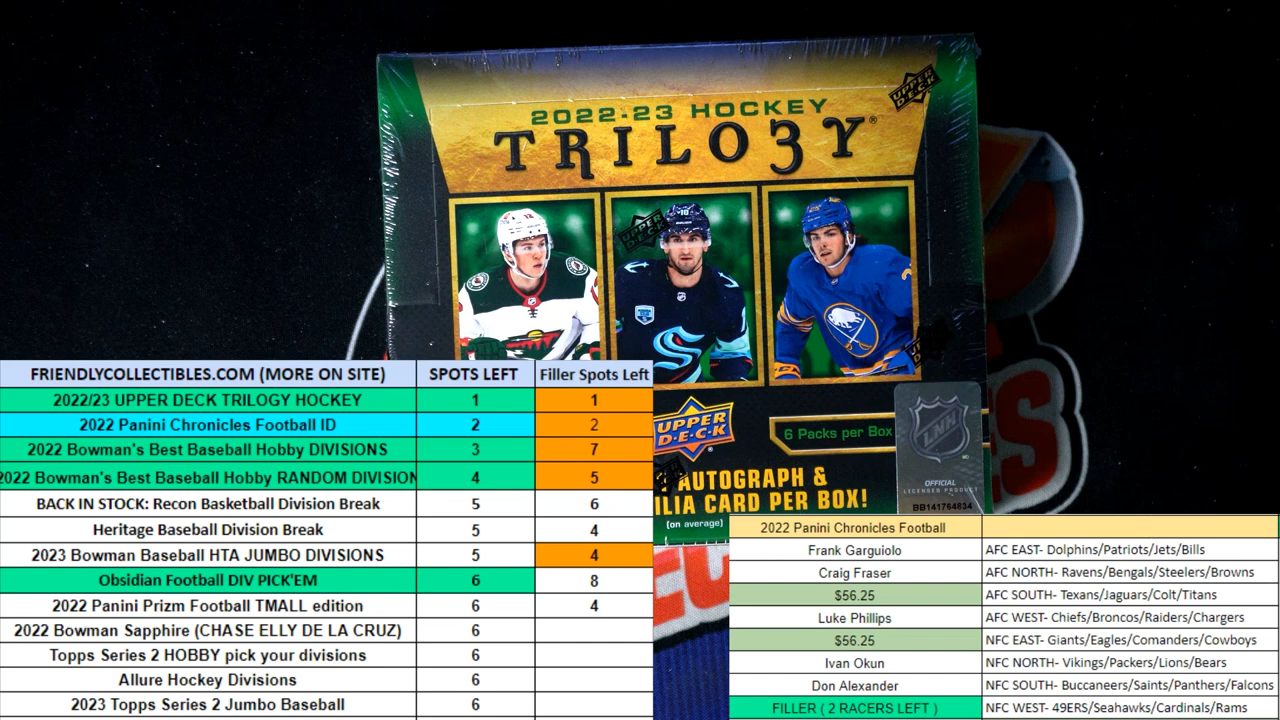 UPPER DECK
2022-23 HOCKEY
TRILO3Y®
UPPER DECK
6 Packs per Box
AUTOGRAPH &
CARD PER BOX!
(on average)
NHL LNH
OFFICIAL
LICENSED PRODUCT
BB141764834
FRIENDLYCOLLECTIBLES.COM (MORE ON SITE) SPOTS LEFT Filler Spots Left
2022/23 UPPER DECK TRILOGY HOCKEY 1 1
2022 Panini Chronicles Football ID 2 2
2022 Bowman's Best Baseball Hobby DIVISIONS 3 7
2022 Bowman's Best Baseball Hobby RANDOM DIVISION 4 5
BACK IN STOCK: Recon Basketball Division Break 5 6
Heritage Baseball Division Break 5 4
2023 Bowman Baseball HTA JUMBO DIVISIONS 5 4
Obsidian Football DIV PICK'EM 6 8
2022 Panini Prizm Football TMALL edition 6 4
2022 Bowman Sapphire (CHASE ELLY DE LA CRUZ) 6
Topps Series 2 HOBBY pick your divisions 6
Allure Hockey Divisions 6
2023 Topps Series 2 Jumbo Baseball 6
2022 Panini Chronicles Football
Frank Garguiolo AFC EAST- Dolphins/Patriots/Jets/Bills
Craig Fraser AFC NORTH- Ravens/Bengals/Steelers/Browns
$56.25 AFC SOUTH- Texans/Jaguars/Colt/Titans
Luke Phillips AFC WEST- Chiefs/Broncos/Raiders/Chargers
$56.25 NFC EAST- Giants/Eagles/Comanders/Cowboys
Ivan Okun NFC NORTH- Vikings/Packers/Lions/Bears
Don Alexander NFC SOUTH- Buccaneers/Saints/Panthers/Falcons
FILLER ( 2 RACERS LEFT ) NFC WEST- 49ERS/Seahawks/Cardinals/Rams